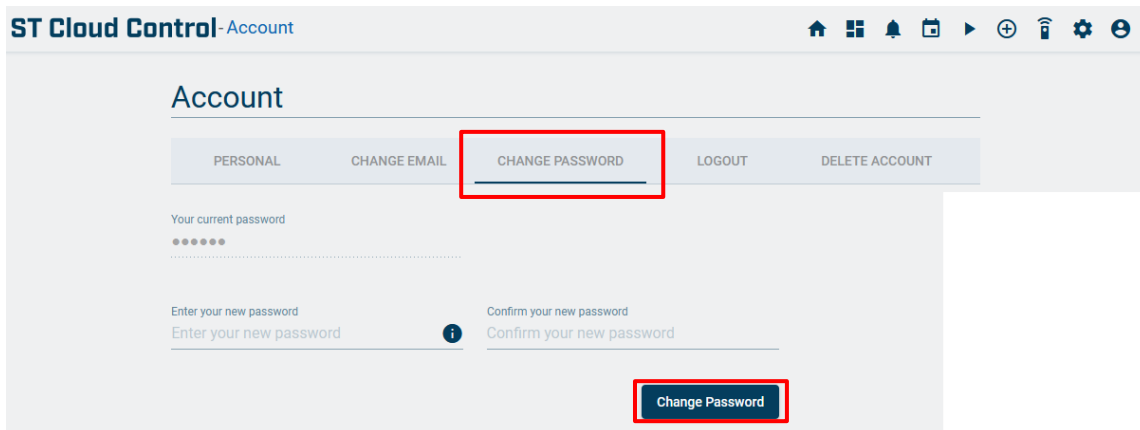 ST Cloud Control - Account
Account
PERSONAL CHANGE EMAIL CHANGE PASSWORD LOGOUT DELETE ACCOUNT
Your current password
••••••
Enter your new password Confirm your new password
Enter your new password Confirm your new password
Change Password